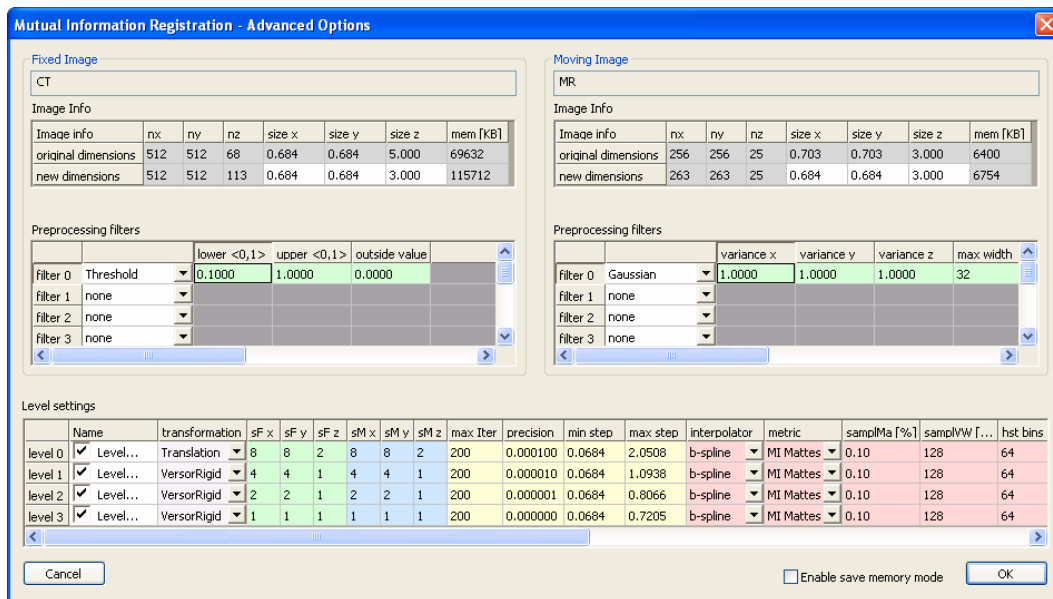 Mutual Information Registration - Advanced Options
Fixed Image
CT
Image Info
Image info nx ny nz size x size y size z mem [KB]
original dimensions 512 512 68 0.684 0.684 5.000 69632
new dimensions 512 512 113 0.684 0.684 3.000 115712
Preprocessing filters
lower <0,1> upper <0,1> outside value
filter 0 Threshold 0.1000 1.0000 0.0000
filter 1 none
filter 2 none
filter 3 none
Moving Image
MR
Image Info
Image info nx ny nz size x size y size z mem [KB]
original dimensions 256 256 25 0.703 0.703 3.000 6400
new dimensions 263 263 25 0.684 0.684 3.000 6754
Preprocessing filters
variance x variance y variance z max width
filter 0 Gaussian 1.0000 1.0000 1.0000 32
filter 1 none
filter 2 none
filter 3 none
Level settings
Name transformation sF x sF y sF z sM x sM y sM z max Iter precision min step max step interpolator metric samplMa [%] samplVW [... hst bins
level 0 Level... Translation 8 8 2 8 8 2 200 0.000100 0.0684 2.0508 b-spline MI Mattes 0.10 128 64
level 1 Level... VersorRigid 4 4 1 4 4 1 200 0.000010 0.0684 1.0938 b-spline MI Mattes 0.10 128 64
level 2 Level... VersorRigid 2 2 1 2 2 1 200 0.000001 0.0684 0.8066 b-spline MI Mattes 0.10 128 64
level 3 Level... VersorRigid 1 1 1 1 1 1 200 0.000000 0.0684 0.7205 b-spline MI Mattes 0.10 128 64
Cancel Enable save memory mode OK